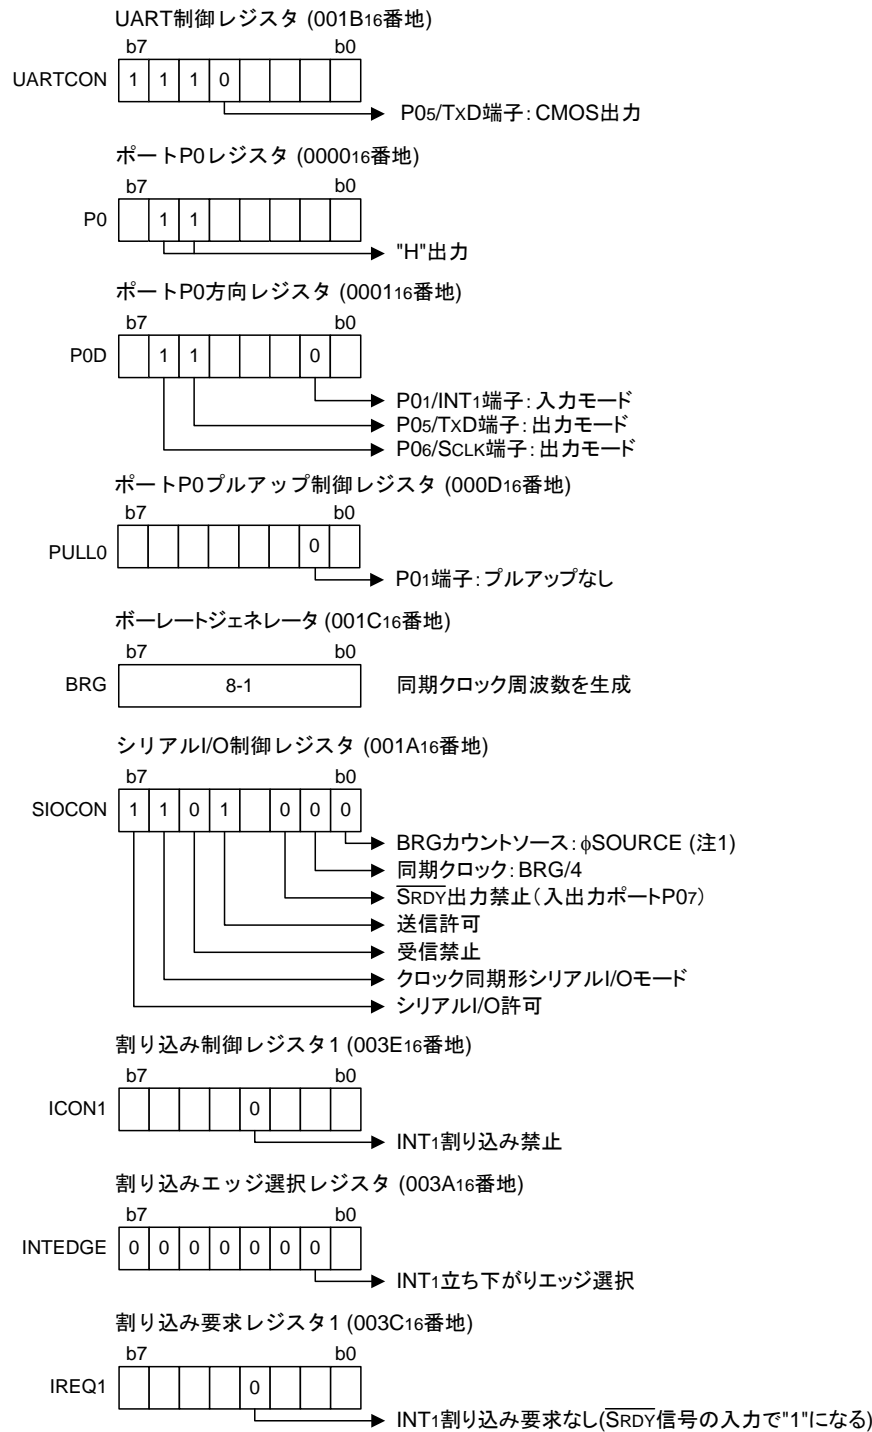 UART制御レジスタ (001B16番地)
b7 b0
UARTCON 1 1 1 0
P05/TxD端子：CMOS出力
ポートP0レジスタ (000016番地)
b7 b0
P0 1 1
"H"出力
ポートP0方向レジスタ (000116番地)
b7 b0
P0D 1 1 0
P01/INT1端子：入力モード
P05/TxD端子：出力モード
P06/SCLK端子：出力モード
ポートP0プルアップ制御レジスタ (000D16番地)
b7 b0
PULL0 0
P01端子：プルアップなし
ボーレートジェネレータ (001C16番地)
b7 b0
BRG 8-1 同期クロック周波数を生成
シリアルI/O制御レジスタ (001A16番地)
b7 b0
SIOCON 1 1 0 1 0 0 0
BRGカウントソース：φSOURCE (注1)
同期クロック：BRG/4
SRDY出力禁止（入出力ポートP07）
送信許可
受信禁止
クロック同期形シリアルI/Oモード
シリアルI/O許可
割り込み制御レジスタ1 (003E16番地)
b7 b0
ICON1 0
INT1割り込み禁止
割り込みエッジ選択レジスタ (003A16番地)
b7 b0
INTEDGE 0 0 0 0 0 0 0
INT1立ち下がりエッジ選択
割り込み要求レジスタ1 (003C16番地)
b7 b0
IREQ1 0
INT1割り込み要求なし(SRDY信号の入力で"1"になる)